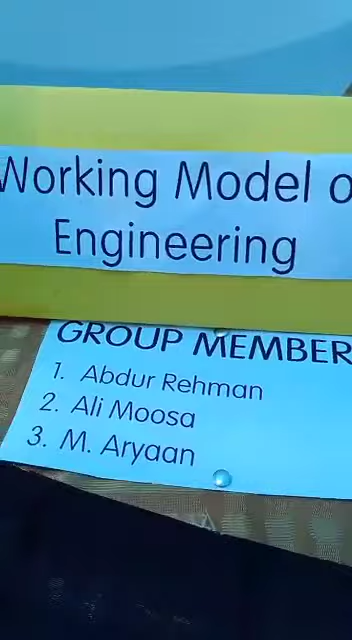 Working Model o
Engineering
GROUP MEMBER
1. Abdur Rehman
2. Ali Moosa
3. M. Aryaan